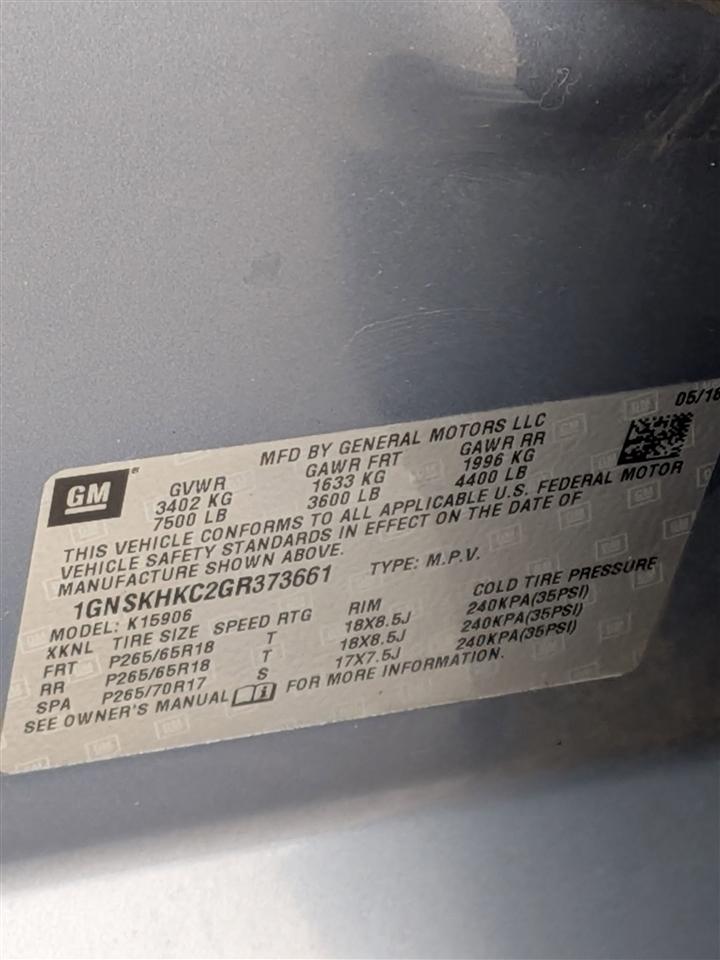 05/16
MFD BY GENERAL MOTORS LLC
GM
GVWR GAWR FRT GAWR RR
3402 KG 1633 KG 1996 KG
7500 LB 3600 LB 4400 LB
THIS VEHICLE CONFORMS TO ALL APPLICABLE U.S. FEDERAL MOTOR
VEHICLE SAFETY STANDARDS IN EFFECT ON THE DATE OF
MANUFACTURE SHOWN ABOVE.
1GNSKHKC2GR373661 TYPE: M.P.V.
MODEL: K15906
XKNL TIRE SIZE SPEED RTG RIM COLD TIRE PRESSURE
FRT P265/65R18 T 18X8.5J 240KPA(35PSI)
RR P265/65R18 T 18X8.5J 240KPA(35PSI)
SPA P265/70R17 S 17X7.5J 240KPA(35PSI)
SEE OWNER'S MANUAL FOR MORE INFORMATION.